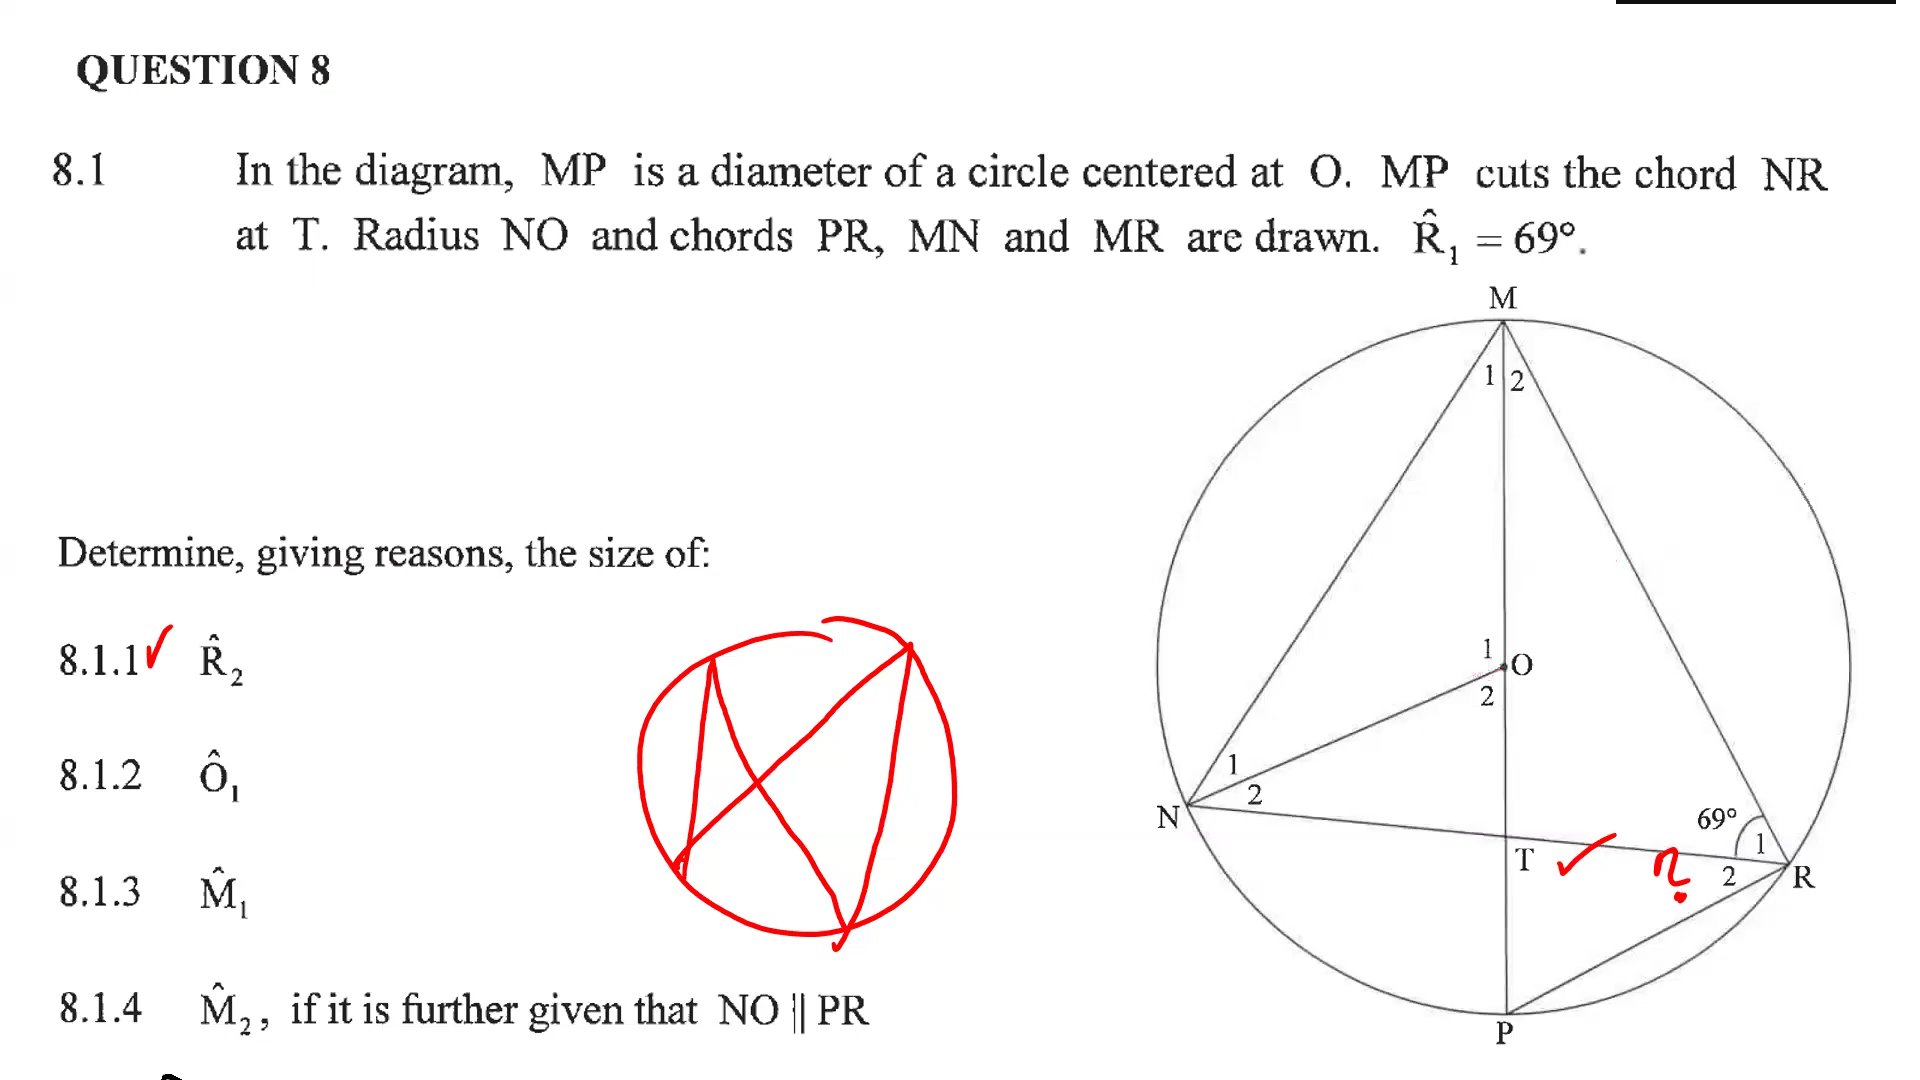 QUESTION 8
8.1 In the diagram, MP is a diameter of a circle centered at O. MP cuts the chord NR
at T. Radius NO and chords PR, MN and MR are drawn. R̂₁ = 69°.
M
1 2
Determine, giving reasons, the size of:
8.1.1 R̂₂
1 O
2
8.1.2 Ô₁
1
2
N
69°
1
T
?
2
R
8.1.3 M̂₁
8.1.4 M̂₂, if it is further given that NO || PR
P